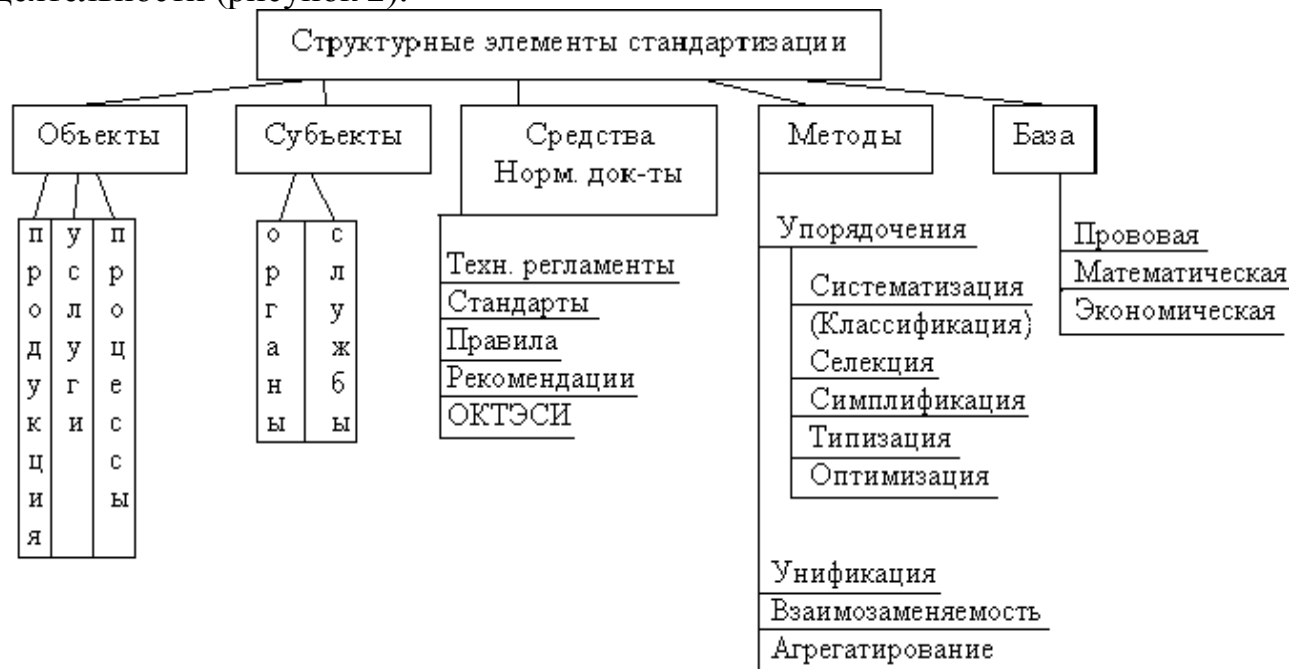 деятельности (рисунок 2).
Структурные элементы стандартизации
Объекты
Субъекты
Средства
Норм. док-ты
Методы
База
продукция
услуги
процессы
органы
службы
Техн. регламенты
Стандарты
Правила
Рекомендации
ОКТЭСИ
Упорядочения
Систематизация
(Классификация)
Селекция
Симплификация
Типизация
Оптимизация
Унификация
Взаимозаменяемость
Агрегатирование
Прововая
Математическая
Экономическая